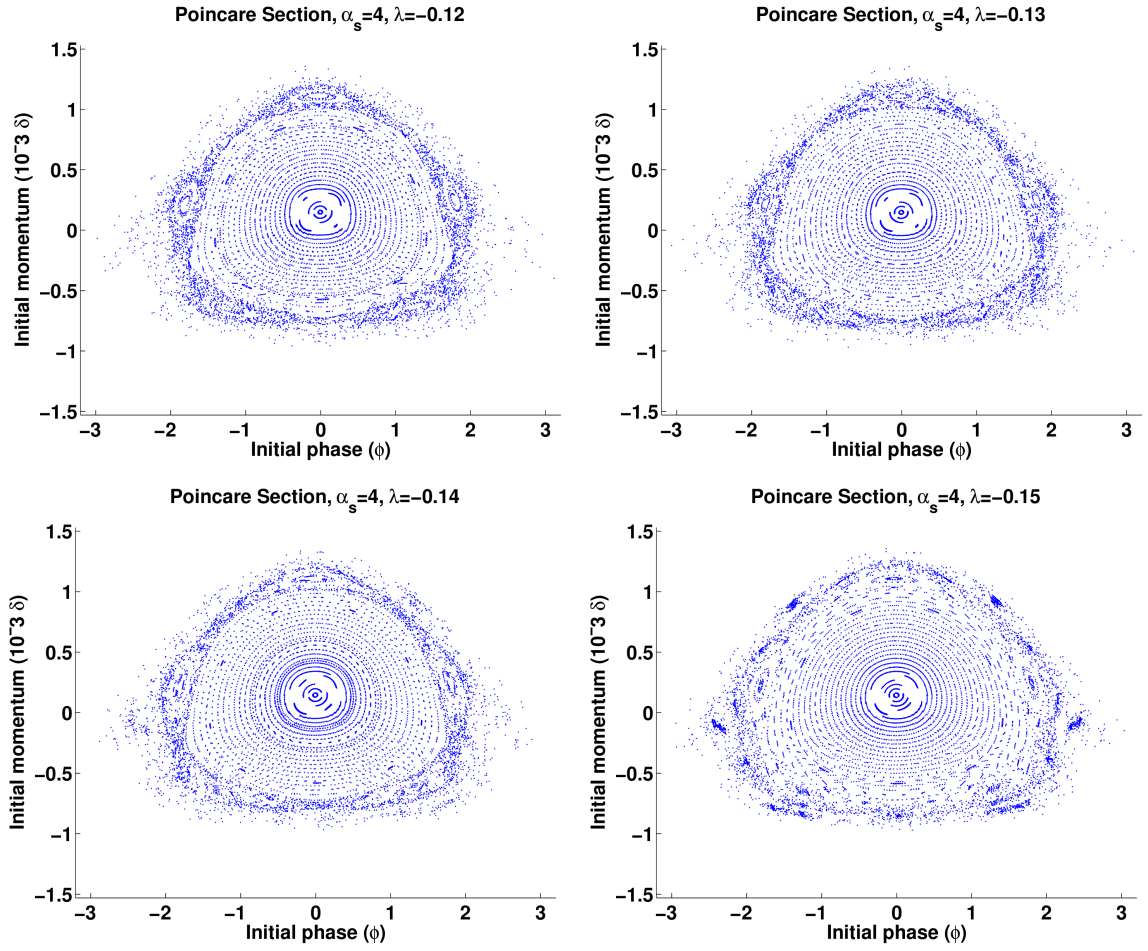 Poincare Section, αs=4, λ=−0.12
1.5
1
0.5
0
−0.5
−1
−1.5
−3 −2 −1 0 1 2 3
Initial phase (ϕ)
Initial momentum (10⁻3 δ)
Poincare Section, αs=4, λ=−0.13
1.5
1
0.5
0
−0.5
−1
−1.5
−3 −2 −1 0 1 2 3
Initial phase (ϕ)
Initial momentum (10⁻3 δ)
Poincare Section, αs=4, λ=−0.14
1.5
1
0.5
0
−0.5
−1
−1.5
−3 −2 −1 0 1 2 3
Initial phase (ϕ)
Initial momentum (10⁻3 δ)
Poincare Section, αs=4, λ=−0.15
1.5
1
0.5
0
−0.5
−1
−1.5
−3 −2 −1 0 1 2 3
Initial phase (ϕ)
Initial momentum (10⁻3 δ)